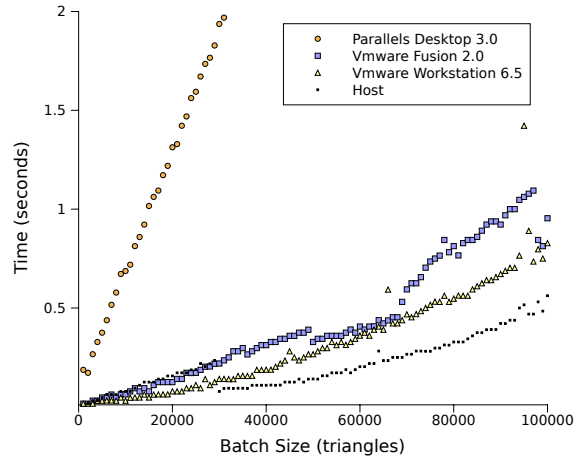 2
1.5
1
0.5
Time (seconds)
Parallels Desktop 3.0
Vmware Fusion 2.0
Vmware Workstation 6.5
Host
20000 40000 60000 80000 100000
Batch Size (triangles)